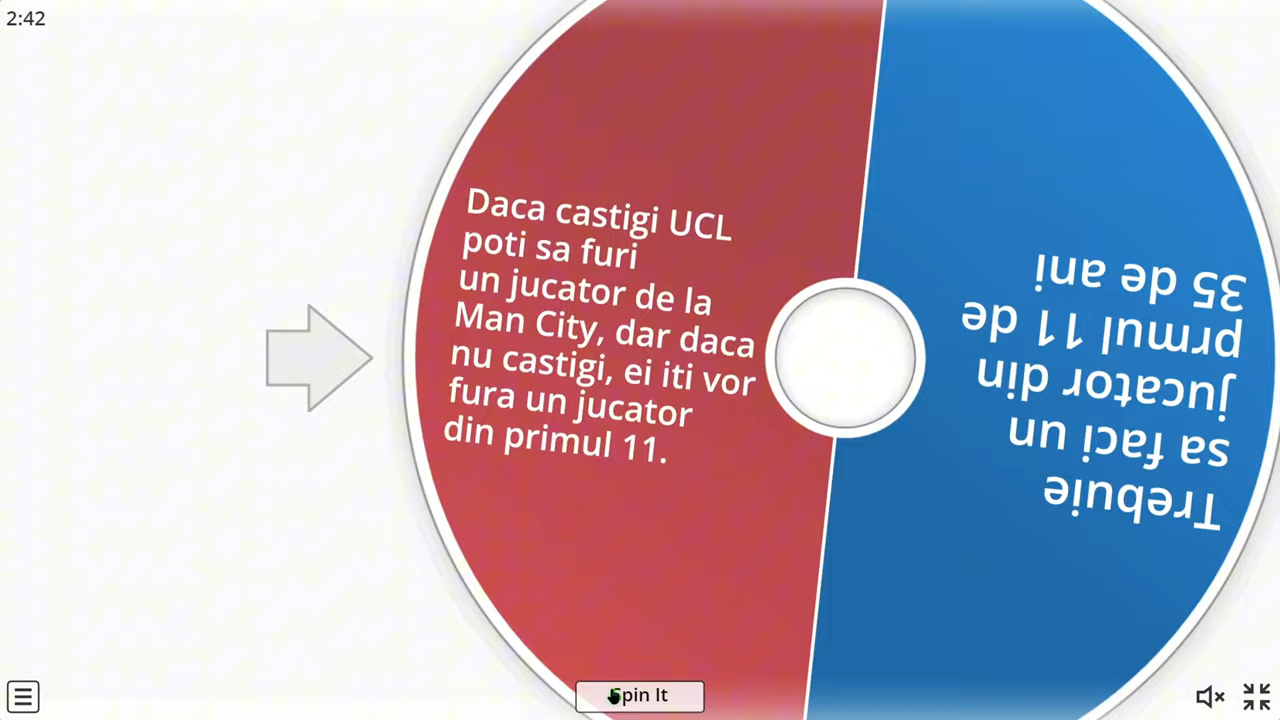 2:42
Daca castigi UCL
poti sa furi
un jucator de la
Man City, dar daca
nu castigi, ei iti vor
fura un jucator
din primul 11.
Trebuie
sa faci un
jucator din
prmul 11 de
35 de ani
Spin It